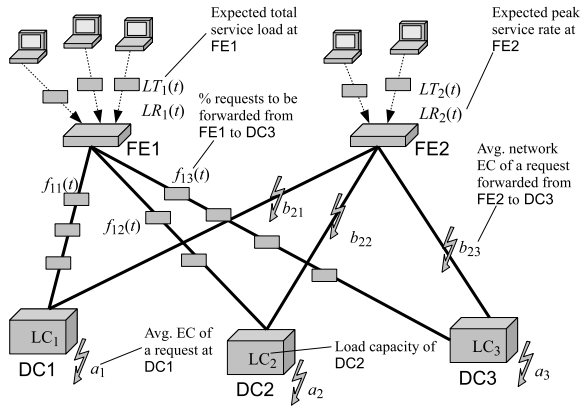 Expected total
service load at
FE1
Expected peak
service rate at
FE2
LT1(t)
LR1(t)
% requests to be
forwarded from
FE1 to DC3
LT2(t)
LR2(t)
FE1
FE2
Avg. network
EC of a request
forwarded from
FE2 to DC3
f11(t)
f13(t)
f12(t)
b21
b22
b23
LC1
DC1
a1
Avg. EC of
a request at
DC1
LC2
DC2
a2
Load capacity of
DC2
LC3
DC3
a3